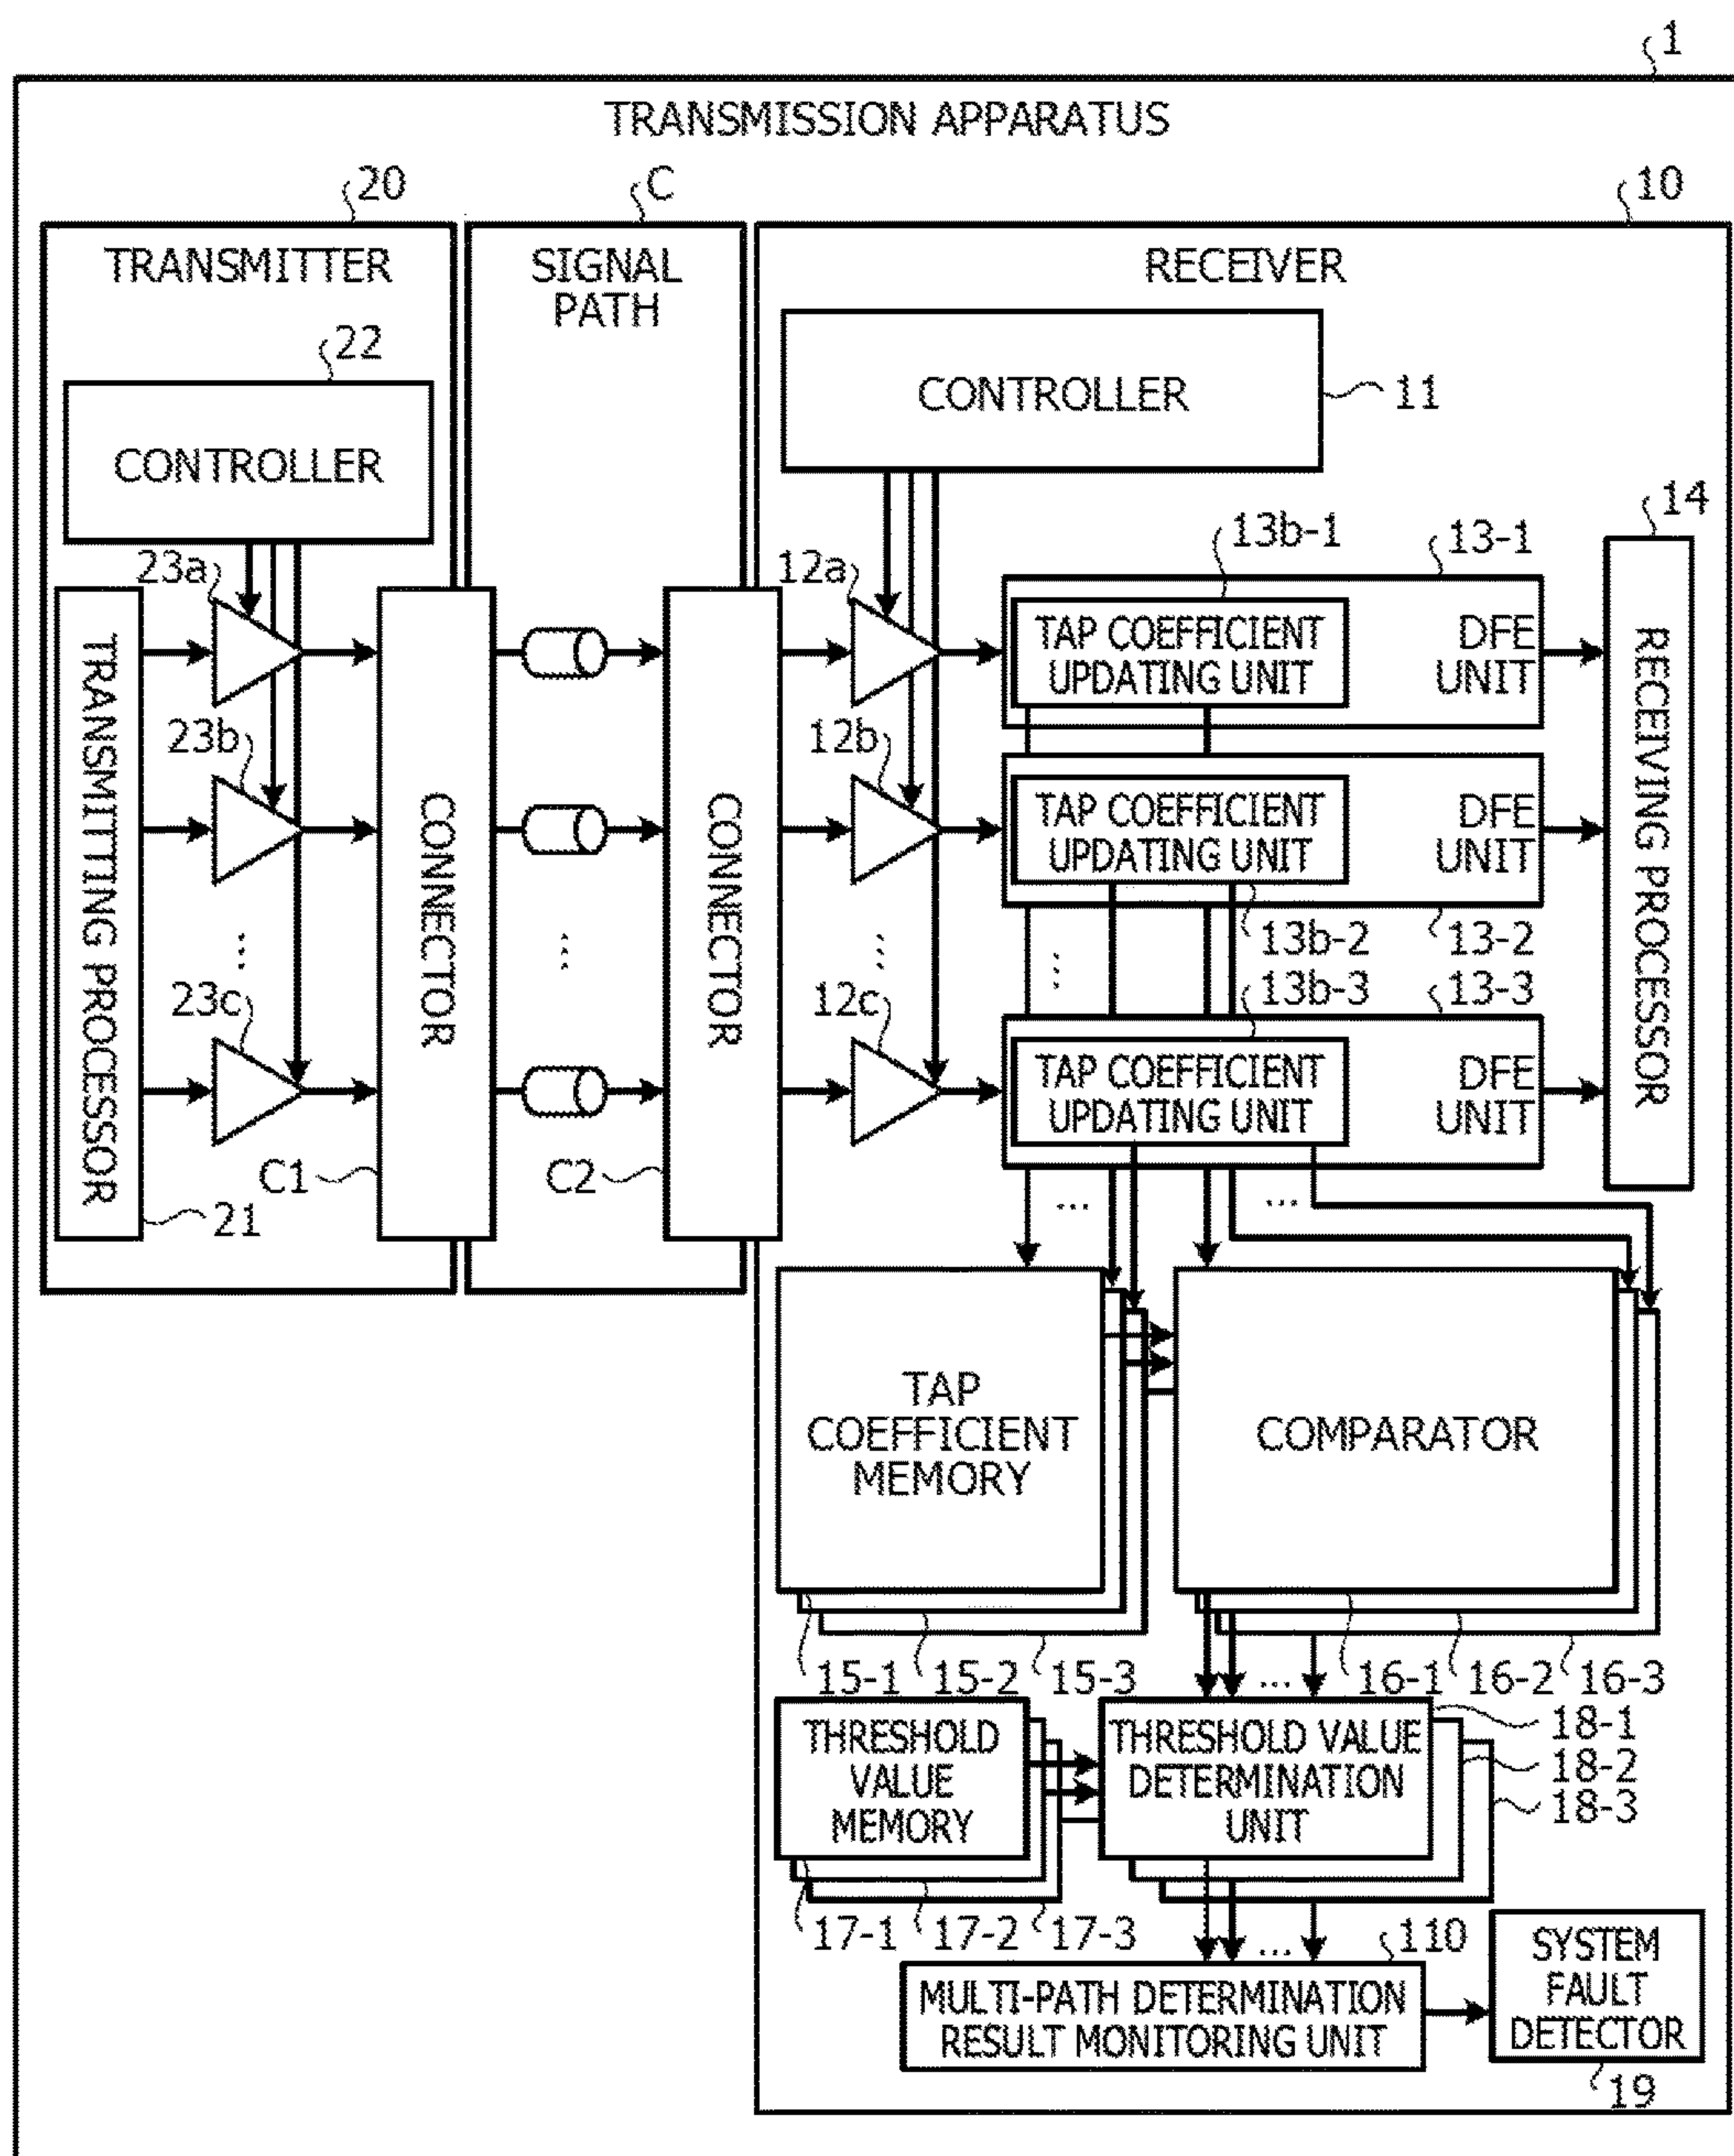 1
TRANSMISSION APPARATUS
20
C
10
TRANSMITTER
SIGNAL
PATH
RECEIVER
22
CONTROLLER
CONTROLLER
11
14
23a
12a
13b-1
13-1
TAP COEFFICIENT
UPDATING UNIT
DFE
UNIT
23b
12b
TAP COEFFICIENT
UPDATING UNIT
DFE
UNIT
TRANSMITTING PROCESSOR
CONNECTOR
CONNECTOR
RECEIVING PROCESSOR
...
...
...
...
13b-2
13-2
13b-3
13-3
23c
12c
TAP COEFFICIENT
UPDATING UNIT
DFE
UNIT
C1
C2
21
...
...
TAP
COEFFICIENT
MEMORY
COMPARATOR
15-1
15-2
15-3
...
16-1
16-2
16-3
THRESHOLD
VALUE
MEMORY
THRESHOLD VALUE
DETERMINATION
UNIT
18-1
18-2
18-3
17-1
17-2
17-3
...
110
MULTI-PATH DETERMINATION
RESULT MONITORING UNIT
SYSTEM
FAULT
DETECTOR
19